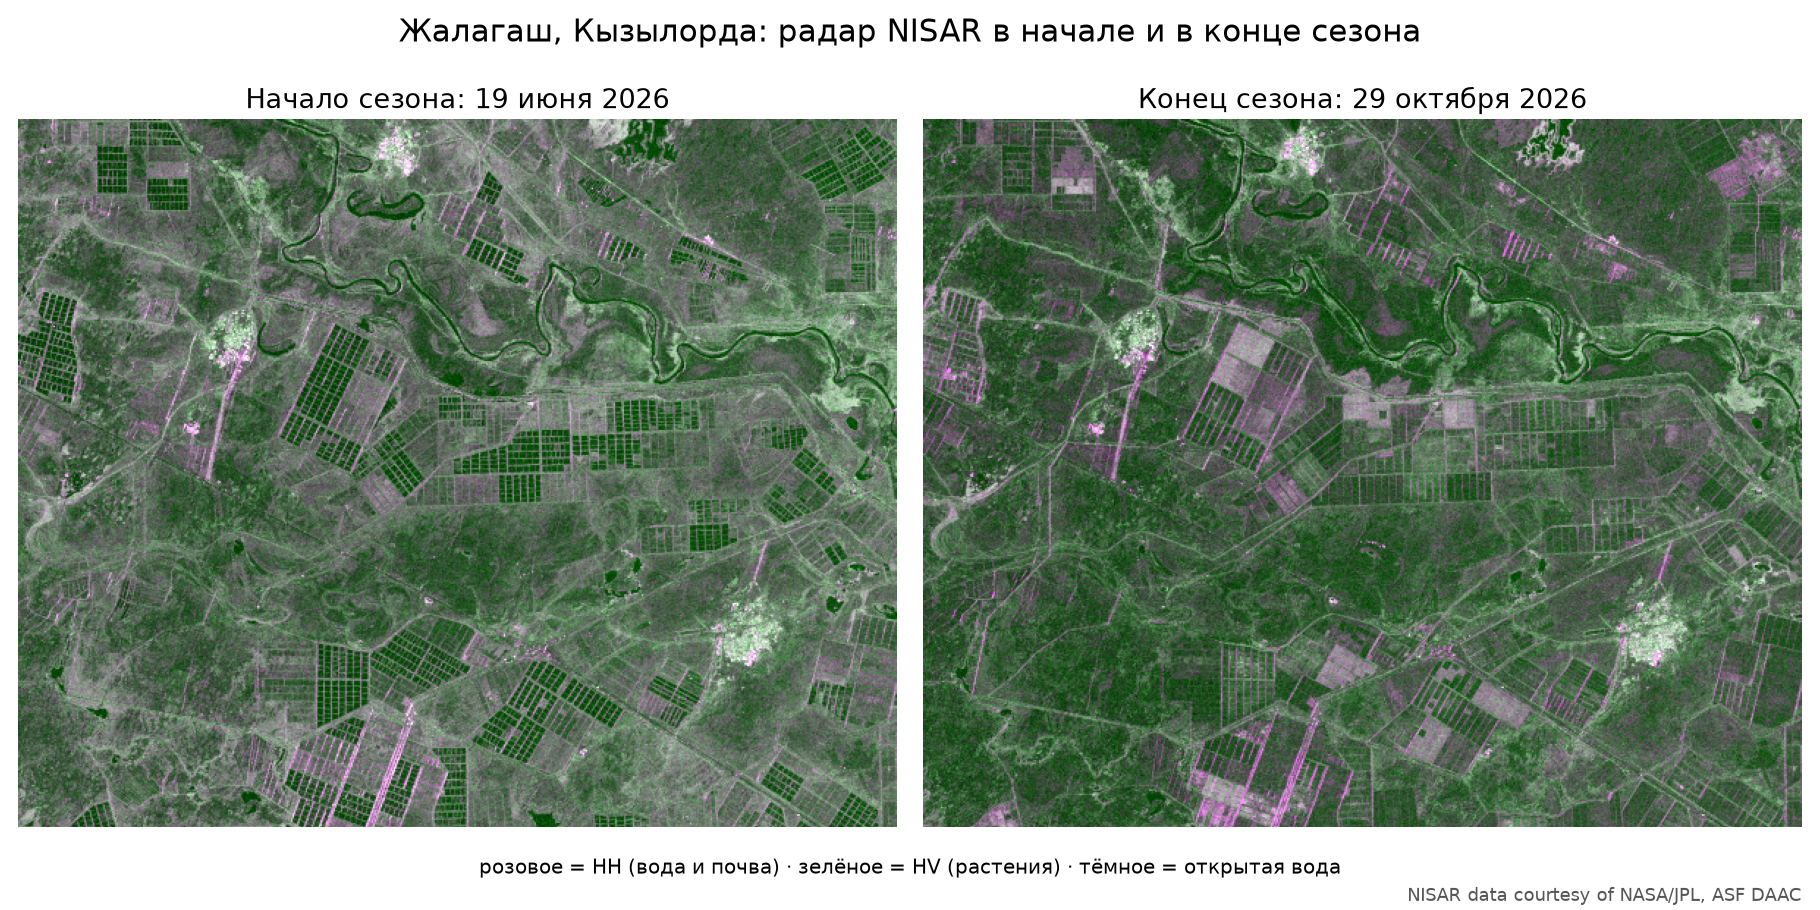 Жалагаш, Кызылорда: радар NISAR в начале и в конце сезона
Начало сезона: 19 июня 2026
Конец сезона: 29 октября 2026
розовое = HH (вода и почва) · зелёное = HV (растения) · тёмное = открытая вода
NISAR data courtesy of NASA/JPL, ASF DAAC